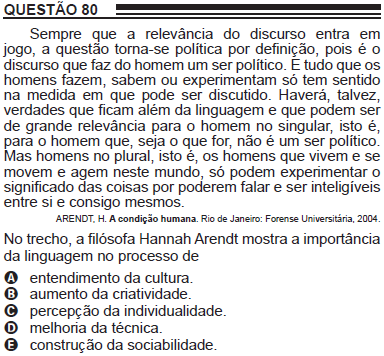 QUESTÃO 80
Sempre que a relevância do discurso entra em
jogo, a questão torna-se política por definição, pois é o
discurso que faz do homem um ser político. E tudo que os
homens fazem, sabem ou experimentam só tem sentido
na medida em que pode ser discutido. Haverá, talvez,
verdades que ficam além da linguagem e que podem ser
de grande relevância para o homem no singular, isto é,
para o homem que, seja o que for, não é um ser político.
Mas homens no plural, isto é, os homens que vivem e se
movem e agem neste mundo, só podem experimentar o
significado das coisas por poderem falar e ser inteligíveis
entre si e consigo mesmos.
ARENDT, H. A condição humana. Rio de Janeiro: Forense Universitária, 2004.
No trecho, a filósofa Hannah Arendt mostra a importância
da linguagem no processo de
A entendimento da cultura.
B aumento da criatividade.
C percepção da individualidade.
D melhoria da técnica.
E construção da sociabilidade.